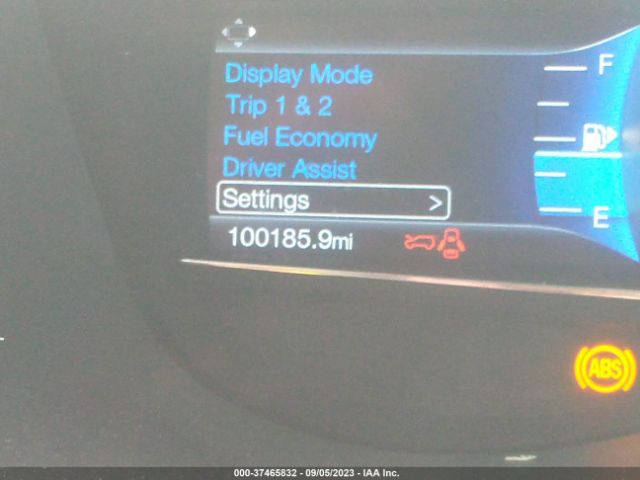 Display Mode
Trip 1 & 2
Fuel Economy
Driver Assist
Settings >
100185.9mi
F
E
ABS
000-37465832 - 09/05/2023 - IAA Inc.